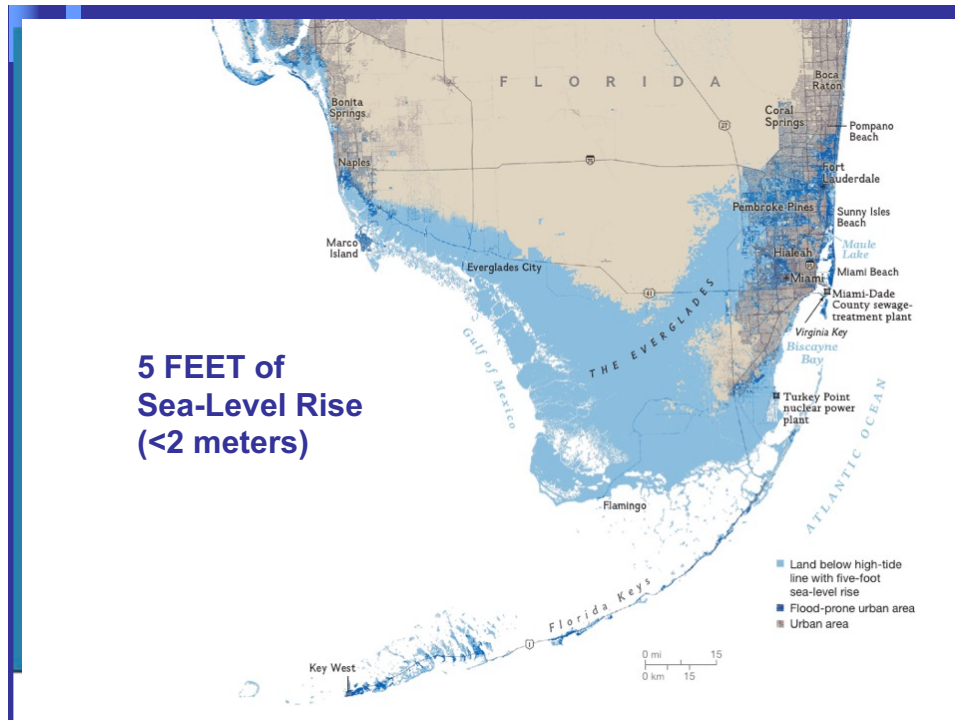 FLORIDA
Boca
Raton
Bonita
Springs
Coral
Springs
27
Pompano
Beach
75
Naples
Fort
Lauderdale
Pembroke Pines
Sunny Isles
Beach
Marco
Island
Maule
Lake
Hialeah
Everglades City
Miami Beach
Miami
41
Miami-Dade
County sewage-
treatment plant
THE EVERGLADES
Virginia Key
Biscayne
Bay
Gulf of Mexico
5 FEET of
Sea-Level Rise
(<2 meters)
Turkey Point
nuclear power
plant
ATLANTIC OCEAN
Flamingo
Land below high-tide
line with five-foot
sea-level rise
Flood-prone urban area
Urban area
Florida Keys
1
0 mi 15
0 km 15
Key West